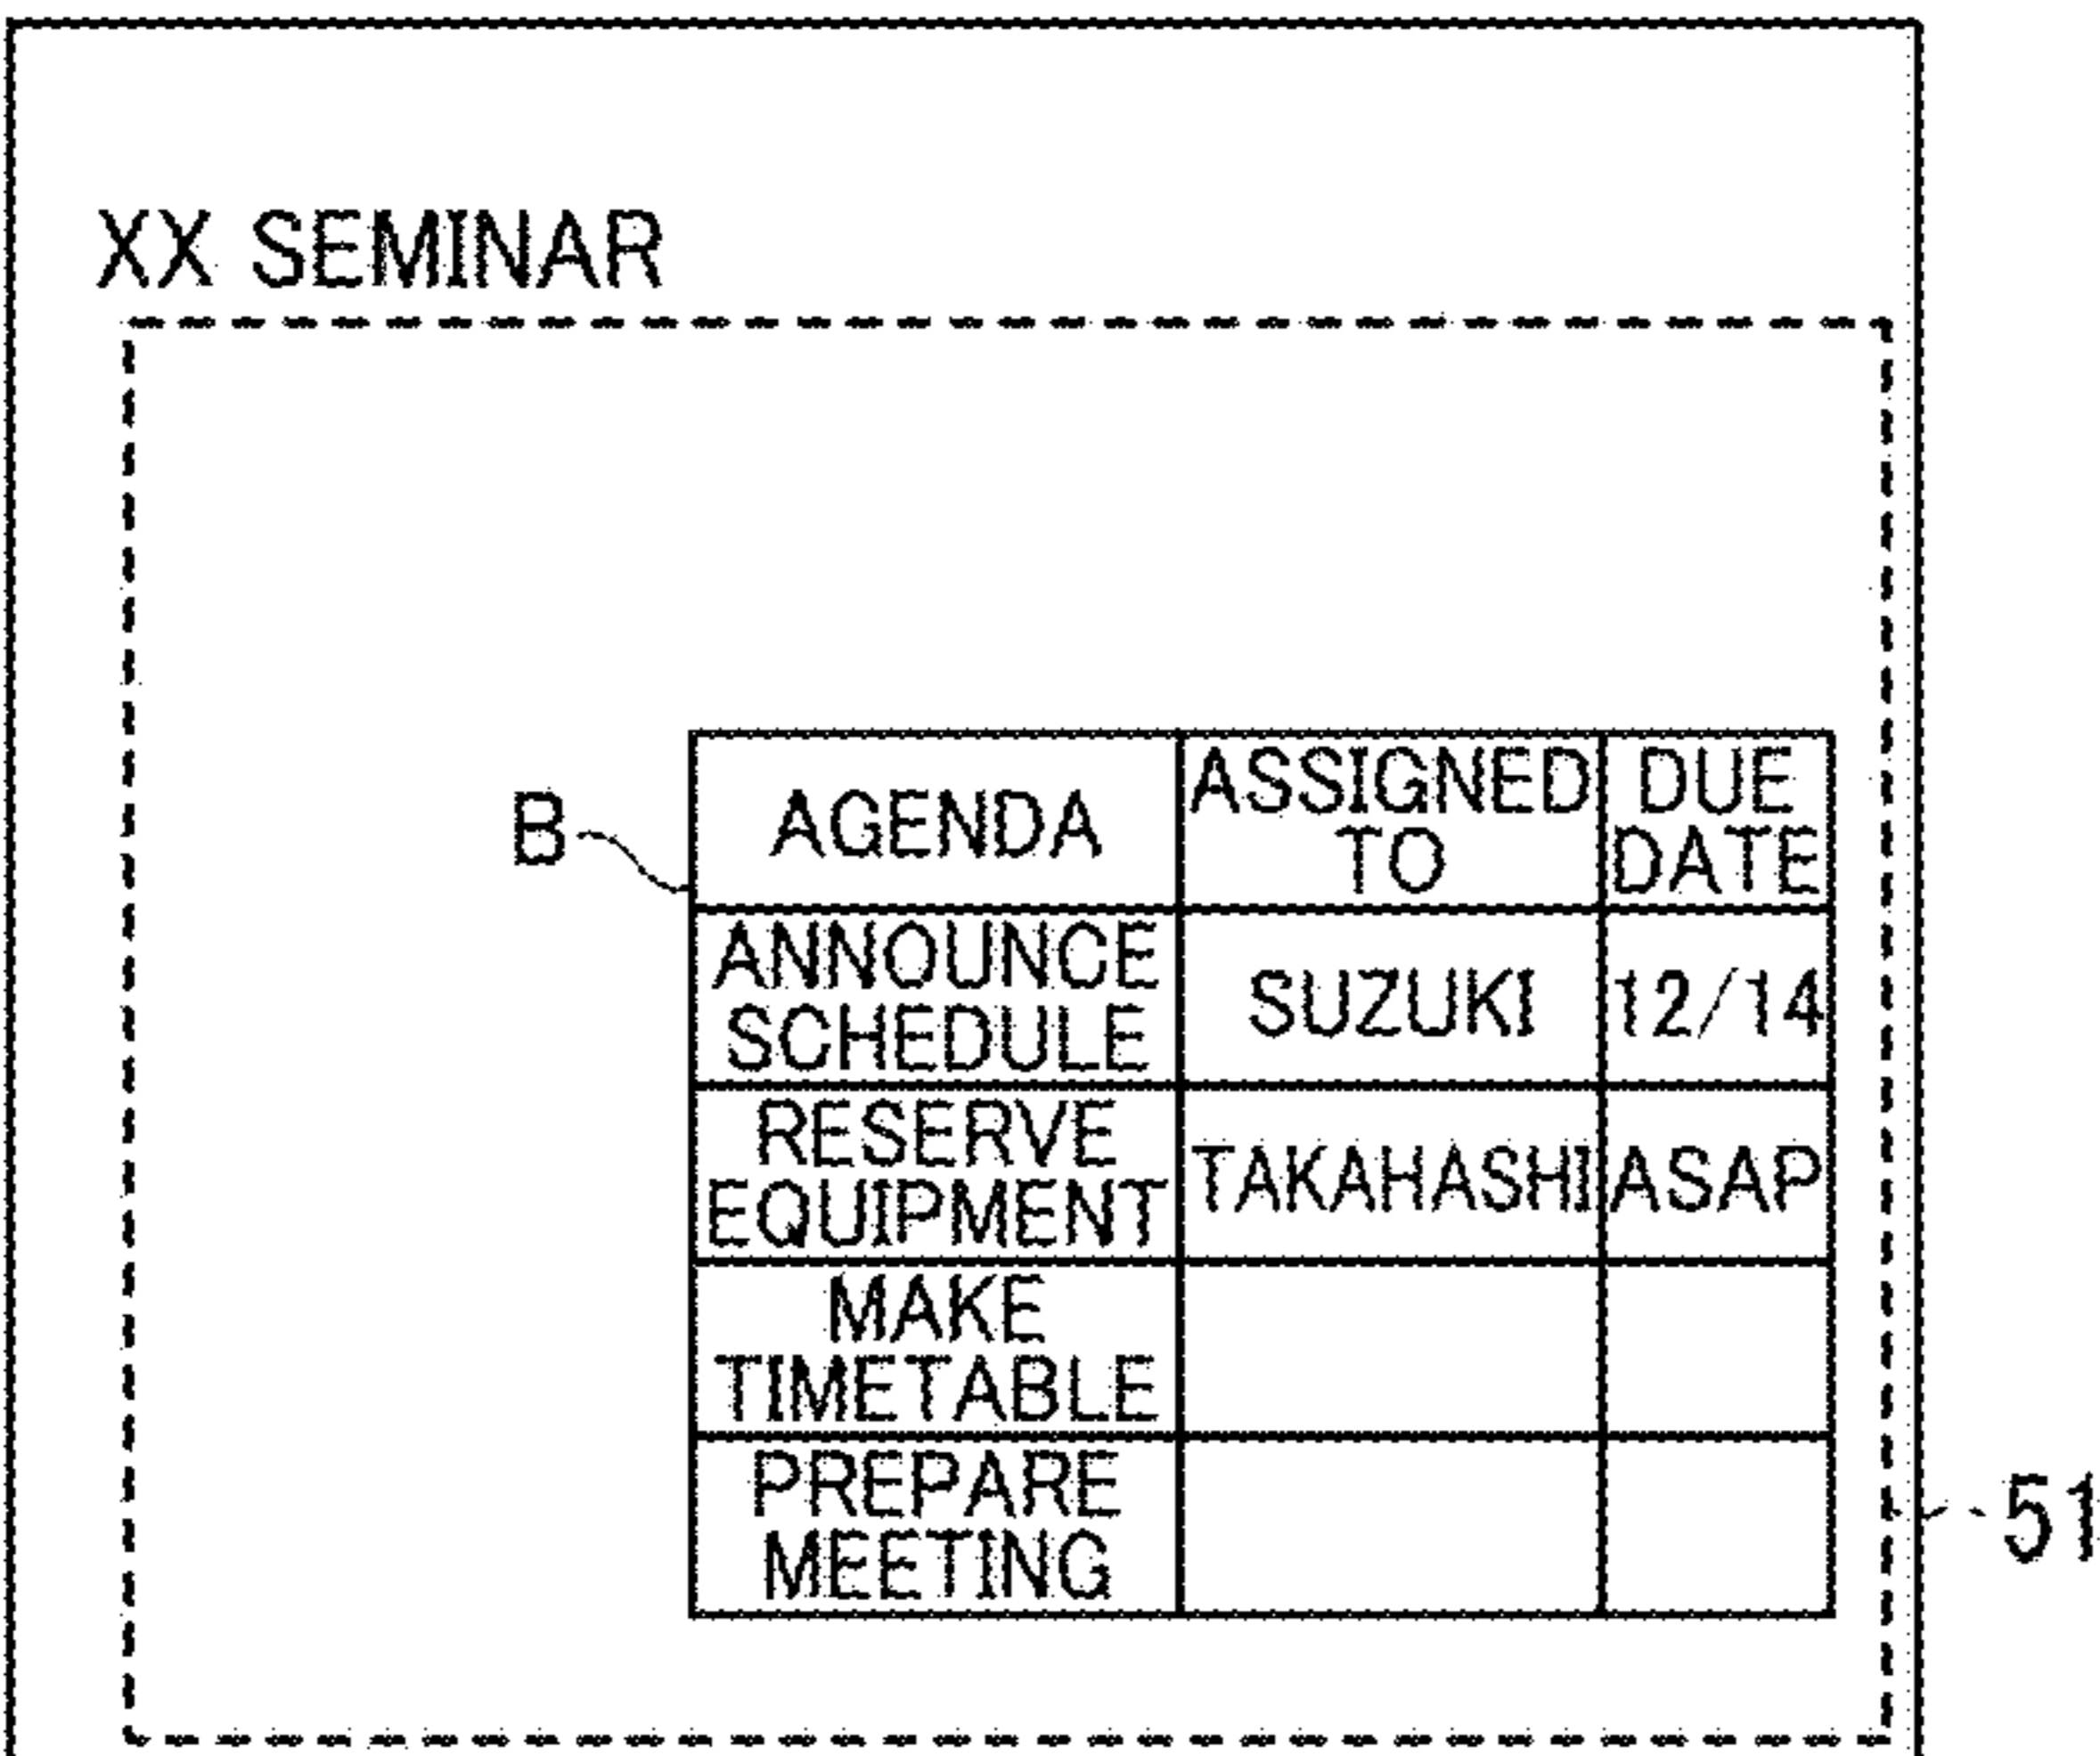 XX SEMINAR
B
AGENDA
ASSIGNED
TO
DUE
DATE
ANNOUNCE
SCHEDULE
SUZUKI
12/14
RESERVE
EQUIPMENT
TAKAHASHI
ASAP
MAKE
TIMETABLE
PREPARE
MEETING
51